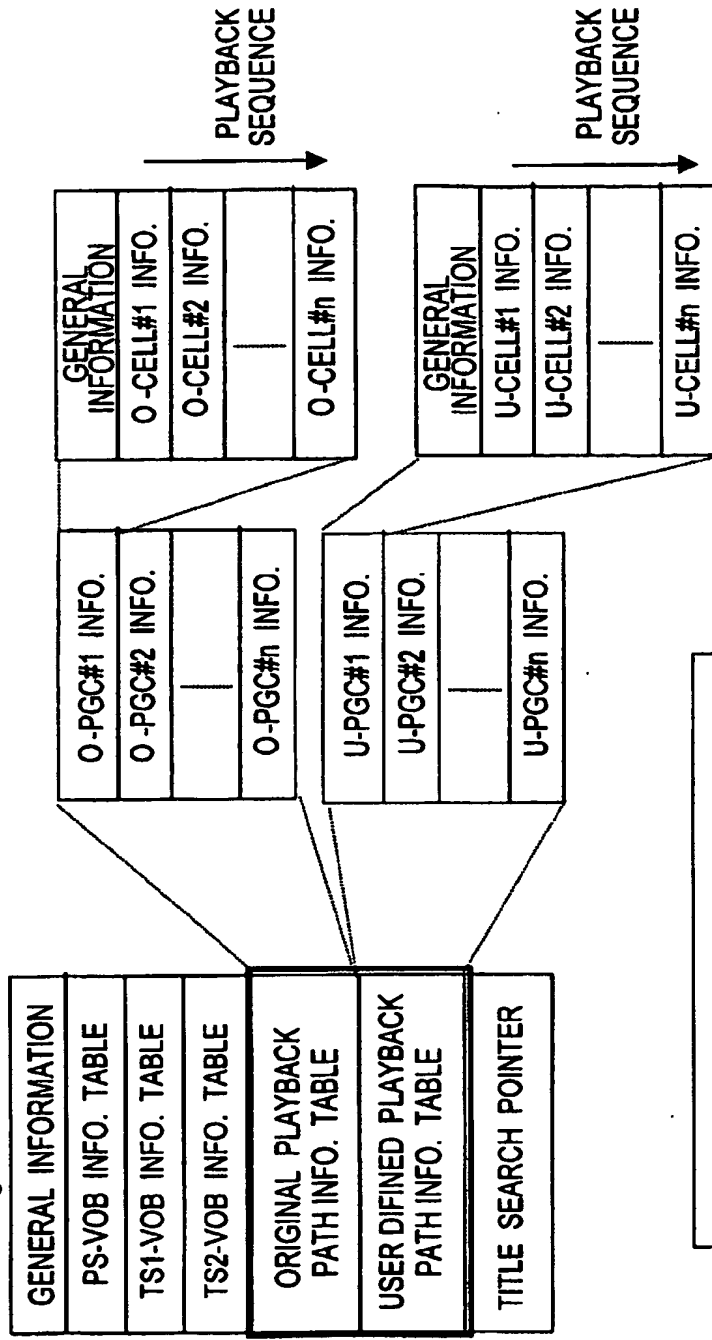 GENERAL INFORMATION
PS-VOB INFO. TABLE
TS1-VOB INFO. TABLE
TS2-VOB INFO. TABLE
ORIGINAL PLAYBACK
PATH INFO. TABLE
USER DIFINED PLAYBACK
PATH INFO. TABLE
TITLE SEARCH POINTER
O-PGC#1 INFO.
O-PGC#2 INFO.
O-PGC#n INFO.
U-PGC#1 INFO.
U-PGC#2 INFO.
U-PGC#n INFO.
GENERAL
INFORMATION
O-CELL#1 INFO.
O-CELL#2 INFO.
O-CELL#n INFO.
PLAYBACK
SEQUENCE
GENERAL
INFORMATION
U-CELL#1 INFO.
U-CELL#2 INFO.
U-CELL#n INFO.
PLAYBACK
SEQUENCE